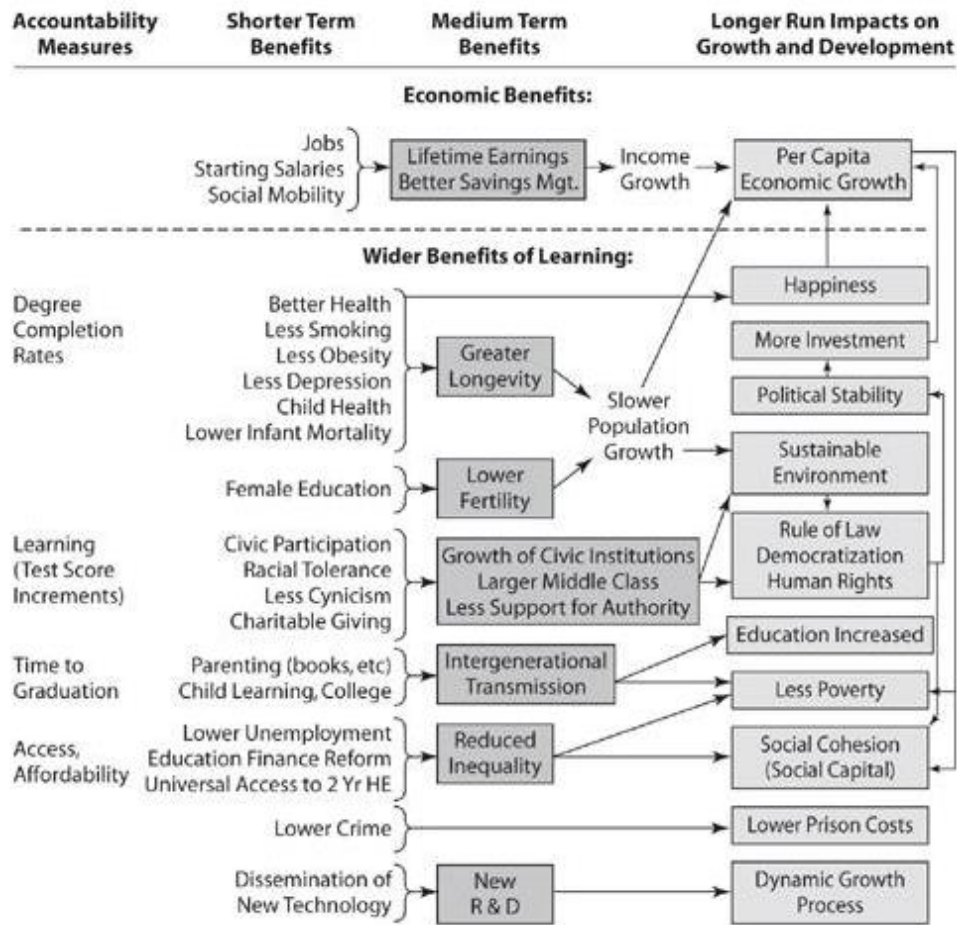 Accountability
Measures
Shorter Term
Benefits
Medium Term
Benefits
Longer Run Impacts on
Growth and Development
Economic Benefits:
Jobs
Starting Salaries
Social Mobility
Lifetime Earnings
Better Savings Mgt.
Income
Growth
Per Capita
Economic Growth
Wider Benefits of Learning:
Degree
Completion
Rates
Better Health
Less Smoking
Less Obesity
Less Depression
Child Health
Lower Infant Mortality
Greater
Longevity
Slower
Population
Growth
Happiness
More Investment
Political Stability
Sustainable
Environment
Female Education
Lower
Fertility
Learning
(Test Score
Increments)
Civic Participation
Racial Tolerance
Less Cynicism
Charitable Giving
Growth of Civic Institutions
Larger Middle Class
Less Support for Authority
Rule of Law
Democratization
Human Rights
Education Increased
Time to
Graduation
Parenting (books, etc)
Child Learning, College
Intergenerational
Transmission
Less Poverty
Access,
Affordability
Lower Unemployment
Education Finance Reform
Universal Access to 2 Yr HE
Reduced
Inequality
Social Cohesion
(Social Capital)
Lower Crime
Lower Prison Costs
Dissemination of
New Technology
New
R & D
Dynamic Growth
Process